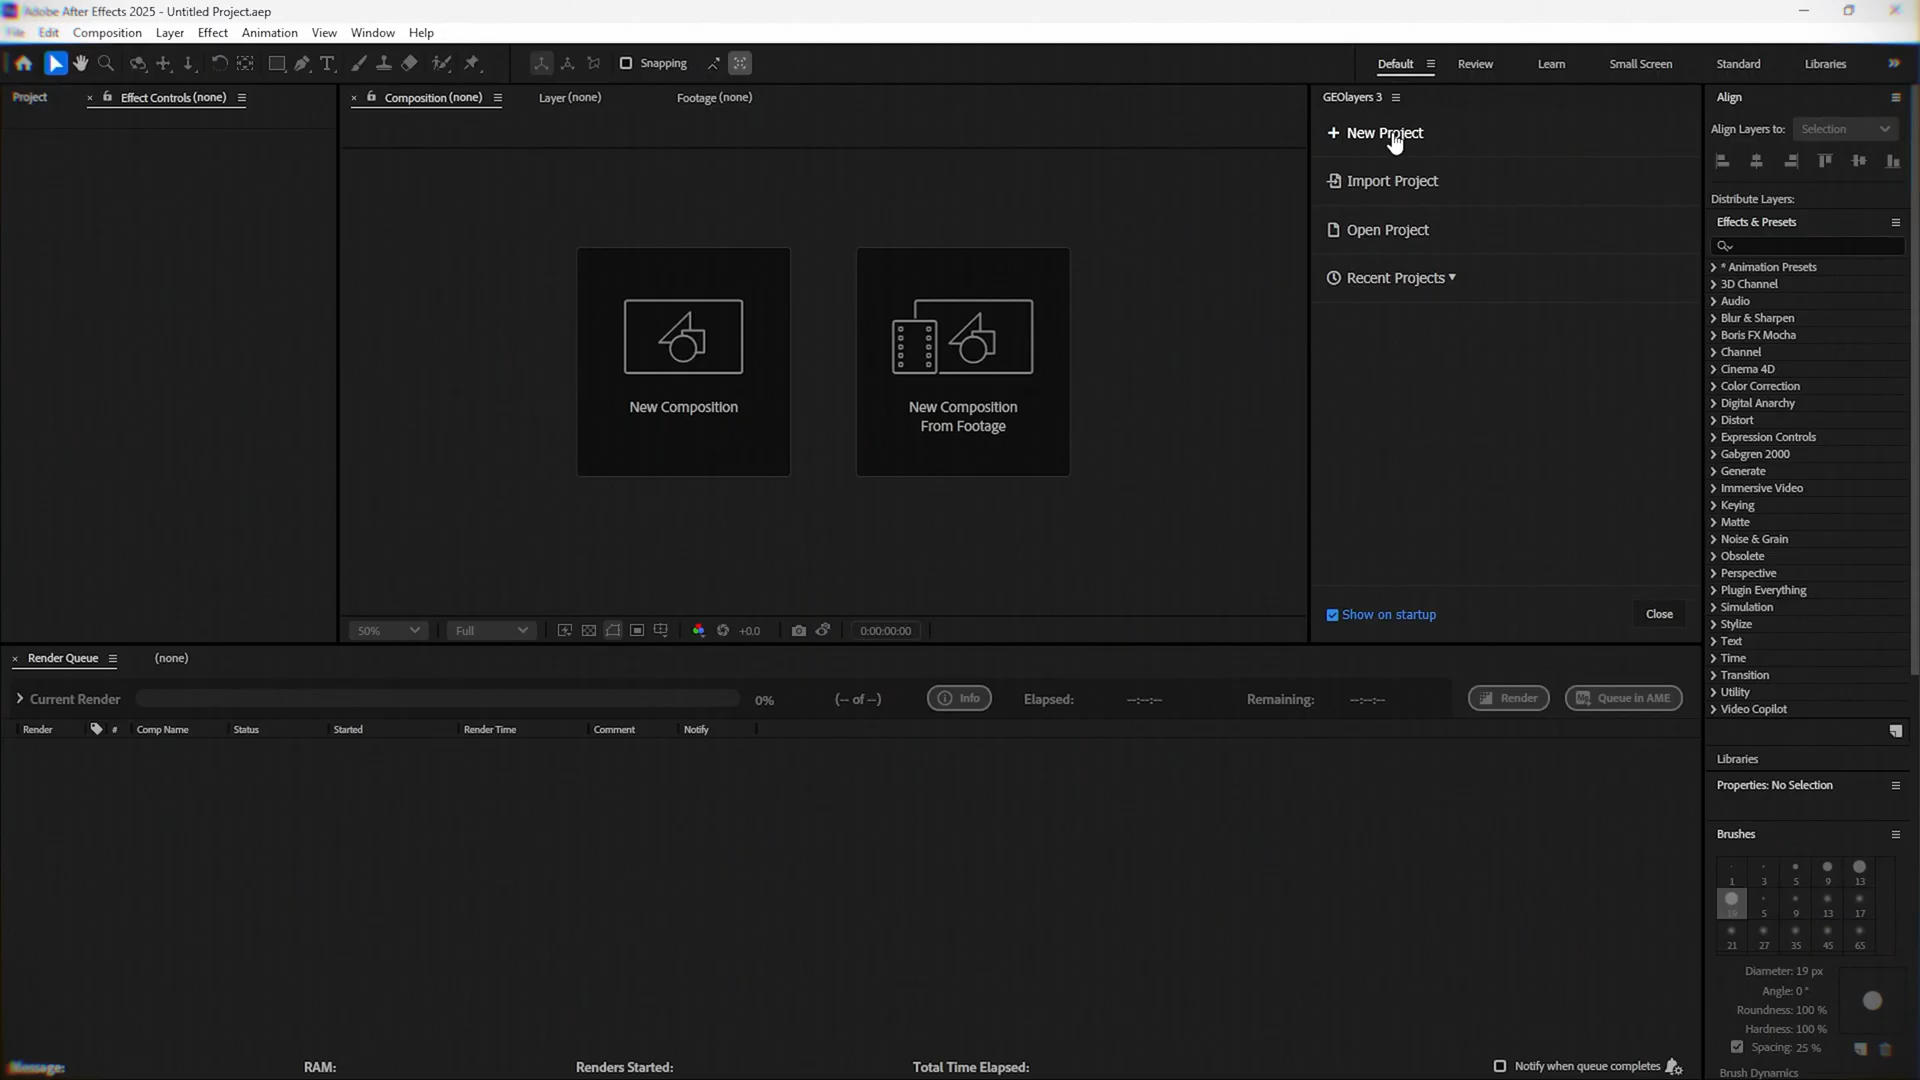 Adobe After Effects 2025 - Untitled Project.aep
File Edit Composition Layer Effect Animation View Window Help
Snapping
Default Review Learn Small Screen Standard Libraries
Project Effect Controls (none)
Composition (none) Layer (none) Footage (none)
New Composition
New Composition
From Footage
50% Full +0.0 0:00:00:00
GEOlayers 3
New Project
Import Project
Open Project
Recent Projects
Show on startup Close
Align
Align Layers to: Selection
Distribute Layers:
Effects & Presets
* Animation Presets
3D Channel
Audio
Blur & Sharpen
Boris FX Mocha
Channel
Cinema 4D
Color Correction
Digital Anarchy
Distort
Expression Controls
Gabgren 2000
Generate
Immersive Video
Keying
Matte
Noise & Grain
Obsolete
Perspective
Plugin Everything
Simulation
Stylize
Text
Time
Transition
Utility
Video Copilot
Libraries
Properties: No Selection
Brushes
1 3 5 9 13
19 5 9 13 17
21 27 35 45 65
Diameter: 19 px
Angle: 0 °
Roundness: 100 %
Hardness: 100 %
Spacing: 25 %
Brush Dynamics
Render Queue (none)
Current Render 0% (-- of --) Info Elapsed: --:--:-- Remaining: --:--:-- Render Queue in AME
Render # Comp Name Status Started Render Time Comment Notify
Message: RAM: Renders Started: Total Time Elapsed: Notify when queue completes